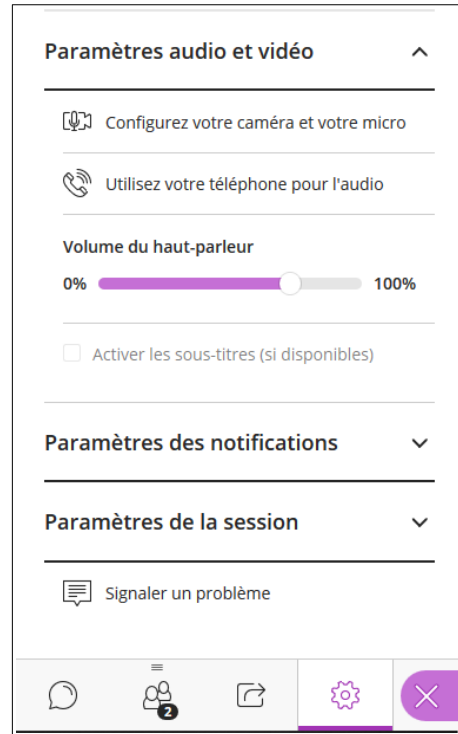 Paramètres audio et vidéo
Configurez votre caméra et votre micro
Utilisez votre téléphone pour l'audio
Volume du haut-parleur
0% 100%
Activer les sous-titres (si disponibles)
Paramètres des notifications
Paramètres de la session
Signaler un problème
2